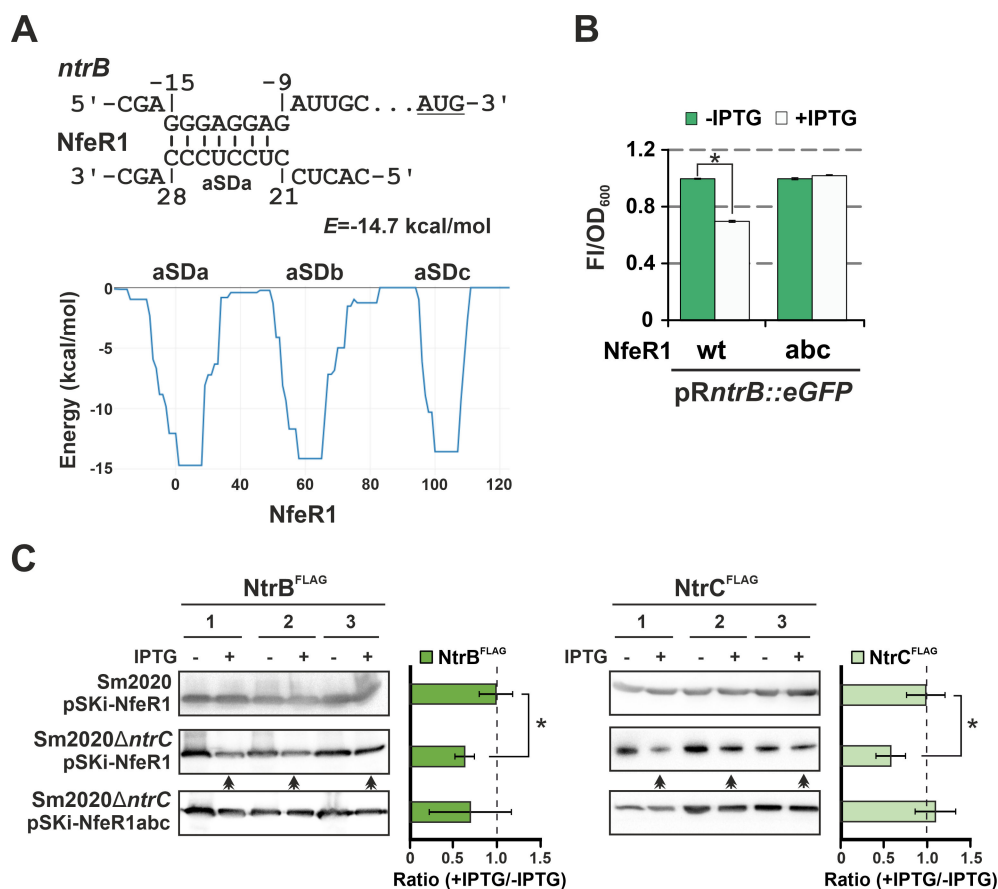 A
ntrB
-15 -9
5'-CGA AUUGC...AUG-3'
GGGAGGAG
NfeR1
CCCUCCUC
3'-CGA aSDa CUCAC-5'
28 21
E=-14.7 kcal/mol
aSDa aSDb aSDc
0
-5
-10
-15
Energy (kcal/mol)
0 40 80 100 120
NfeR1
B
-IPTG +IPTG
1.2
0.8
0.4
0
FI/OD600
*
NfeR1 wt abc
pRntrB::eGFP
C
NtrBFLAG
1 2 3
IPTG - + - + - +
Sm2020
pSKi-NfeR1
Sm2020ΔntrC
pSKi-NfeR1
Sm2020ΔntrC
pSKi-NfeR1abc
NtrBFLAG
*
0 0.5 1.0 1.5
Ratio (+IPTG/-IPTG)
NtrCFLAG
1 2 3
IPTG - + - + - +
NtrCFLAG
*
0 0.5 1.0 1.5
Ratio (+IPTG/-IPTG)